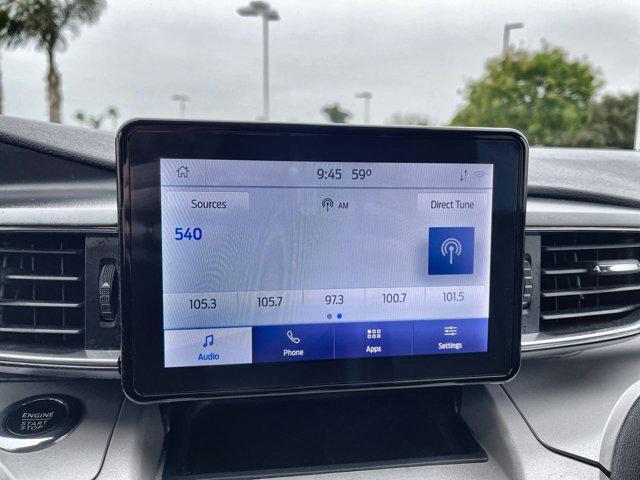 9:45 59°
Sources
AM
Direct Tune
540
105.3 105.7 97.3 100.7 101.5
Audio Phone Apps Settings
ENGINE
START
STOP